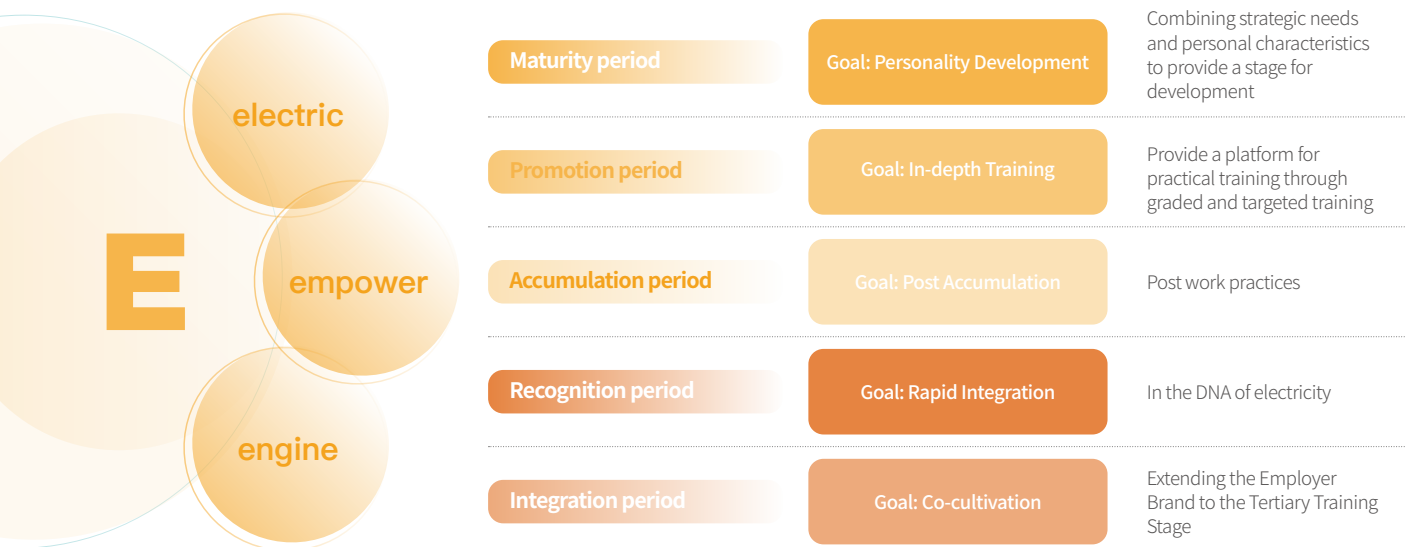 E
electric
empower
engine
Maturity period
Goal: Personality Development
Combining strategic needs
and personal characteristics
to provide a stage for
development
Promotion period
Goal: In-depth Training
Provide a platform for
practical training through
graded and targeted training
Accumulation period
Goal: Post Accumulation
Post work practices
Recognition period
Goal: Rapid Integration
In the DNA of electricity
Integration period
Goal: Co-cultivation
Extending the Employer
Brand to the Tertiary Training
Stage